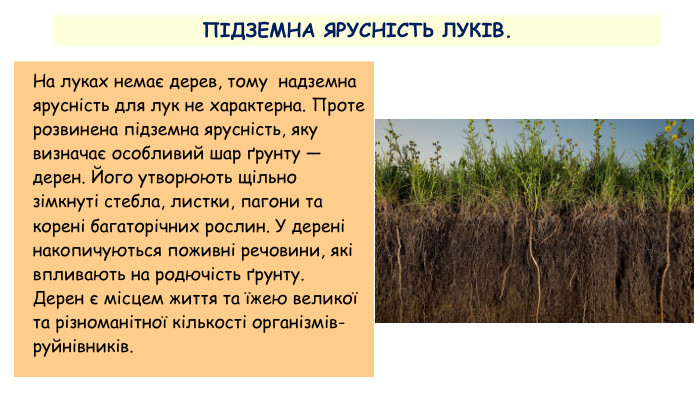 ПІДЗЕМНА ЯРУСНІСТЬ ЛУКІВ.
На луках немає дерев, тому надземна
ярусність для лук не характерна. Проте
розвинена підземна ярусність, яку
визначає особливий шар ґрунту —
дерен. Його утворюють щільно
зімкнуті стебла, листки, пагони та
корені багаторічних рослин. У дерені
накопичуються поживні речовини, які
впливають на родючість ґрунту.
Дерен є місцем життя та їжею великої
та різноманітної кількості організмів-
руйнівників.